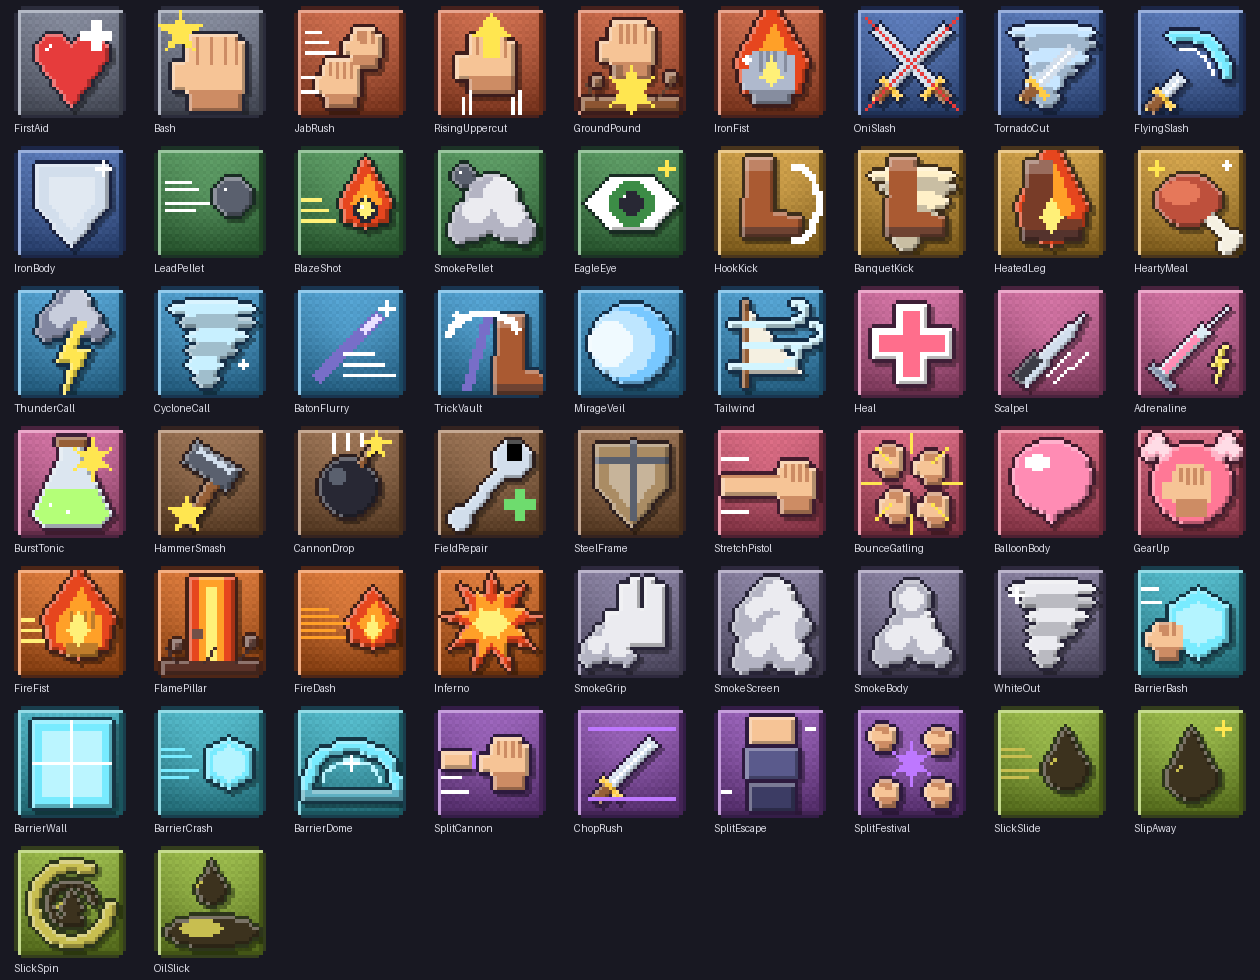 FirstAid Bash JabRush RisingUppercut GroundPound IronFist OniSlash TornadoCut FlyingSlash
IronBody LeadPellet BlazeShot SmokePellet EagleEye HookKick BanquetKick HeatedLeg HeartyMeal
ThunderCall CycloneCall BatonFlurry TrickVault MirageVeil Tailwind Heal Scalpel Adrenaline
BurstTonic HammerSmash CannonDrop FieldRepair SteelFrame StretchPistol BounceGatling BalloonBody GearUp
FireFist FlamePillar FireDash Inferno SmokeGrip SmokeScreen SmokeBody WhiteOut BarrierBash
BarrierWall BarrierCrash BarrierDome SplitCannon ChopRush SplitEscape SplitFestival SlickSlide SlipAway
SlickSpin OilSlick